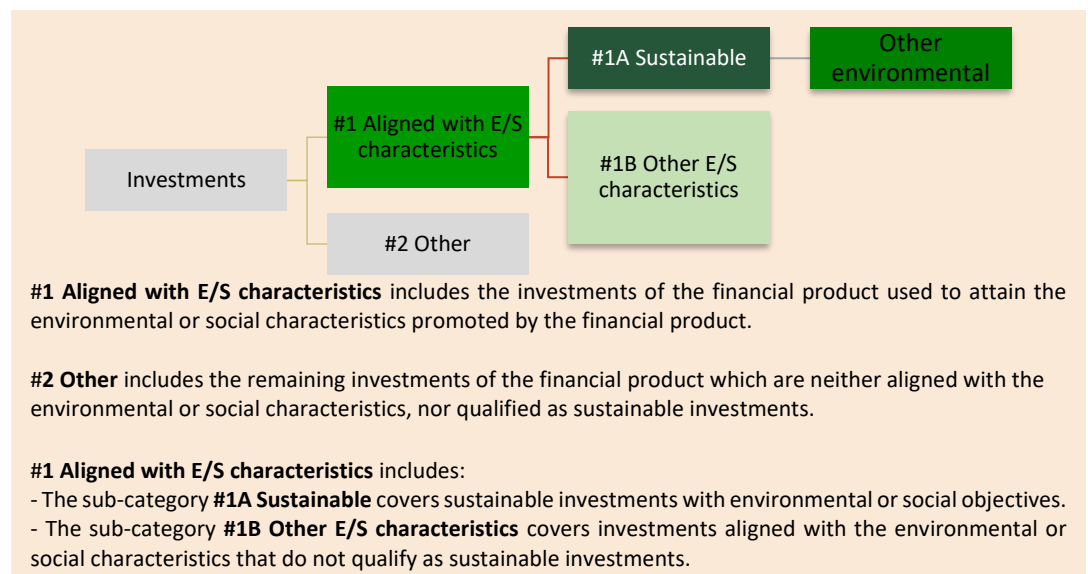 #1A Sustainable
Other
environmental
#1 Aligned with E/S
characteristics
#1B Other E/S
characteristics
Investments
#2 Other
#1 Aligned with E/S characteristics includes the investments of the financial product used to attain the
environmental or social characteristics promoted by the financial product.
#2 Other includes the remaining investments of the financial product which are neither aligned with the
environmental or social characteristics, nor qualified as sustainable investments.
#1 Aligned with E/S characteristics includes:
- The sub-category #1A Sustainable covers sustainable investments with environmental or social objectives.
- The sub-category #1B Other E/S characteristics covers investments aligned with the environmental or
social characteristics that do not qualify as sustainable investments.